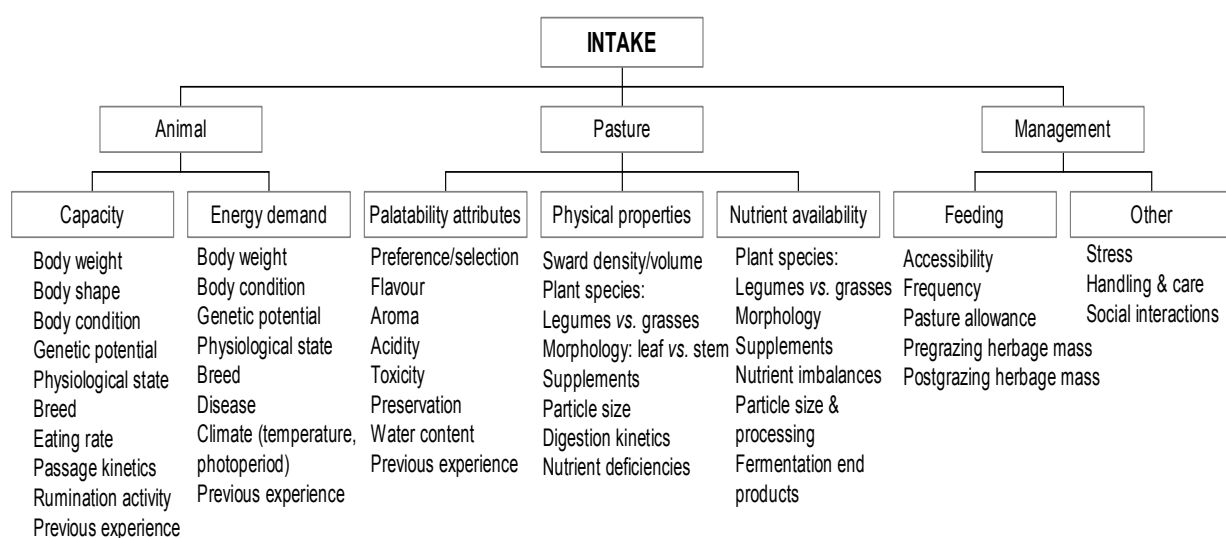 INTAKE
Animal
Pasture
Management
Capacity
Energy demand
Palatability attributes
Physical properties
Nutrient availability
Feeding
Other
Body weight
Body shape
Body condition
Genetic potential
Physiological state
Breed
Eating rate
Passage kinetics
Rumination activity
Previous experience
Body weight
Body condition
Genetic potential
Physiological state
Breed
Disease
Climate (temperature,
photoperiod)
Previous experience
Preference/selection
Flavour
Aroma
Acidity
Toxicity
Preservation
Water content
Previous experience
Sward density/volume
Plant species:
Legumes vs. grasses
Morphology: leaf vs. stem
Supplements
Particle size
Digestion kinetics
Nutrient deficiencies
Plant species:
Legumes vs. grasses
Morphology
Supplements
Nutrient imbalances
Particle size &
processing
Fermentation end
products
Accessibility
Frequency
Pasture allowance
Pregrazing herbage mass
Postgrazing herbage mass
Stress
Handling & care
Social interactions